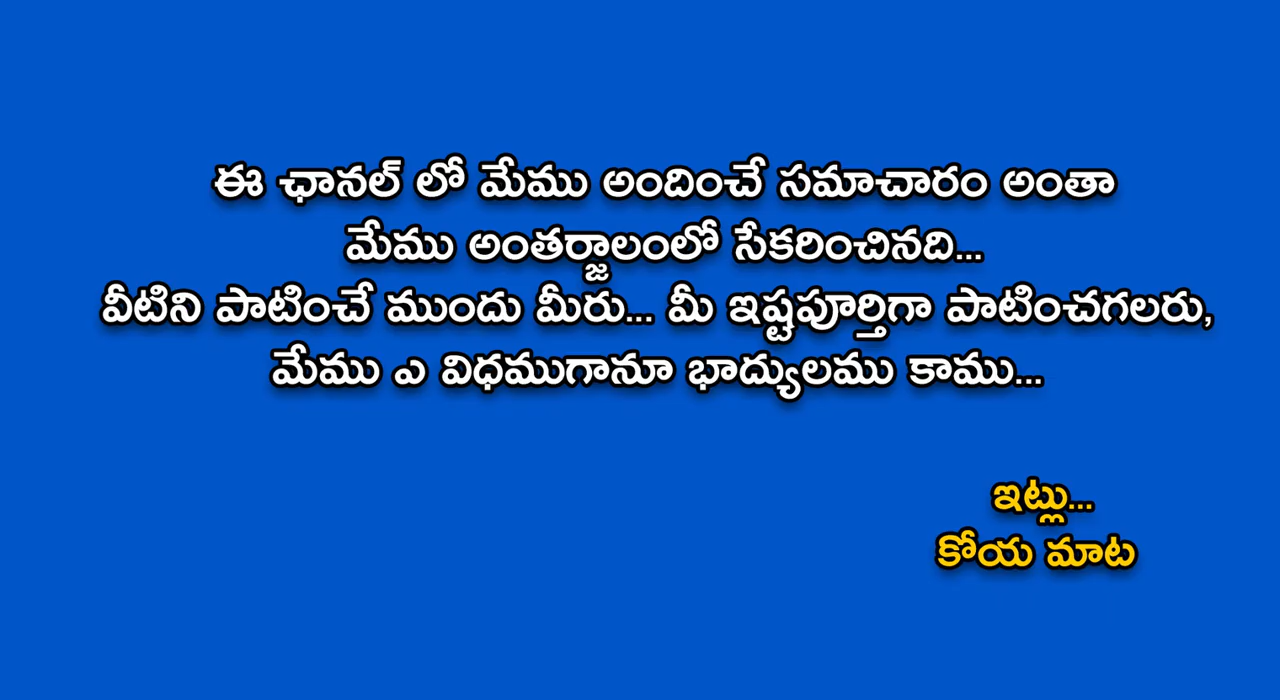 ఈ ఛానల్ లో మేము అందించే సమాచారం అంతా
మేము అంతర్జాలంలో సేకరించినది...
వీటిని పాటించే ముందు మీరు... మీ ఇష్టపూర్తిగా పాటించగలరు,
మేము ఎ విధముగానూ భాద్యులము కాము...
ఇట్లు...
కోయ మాట